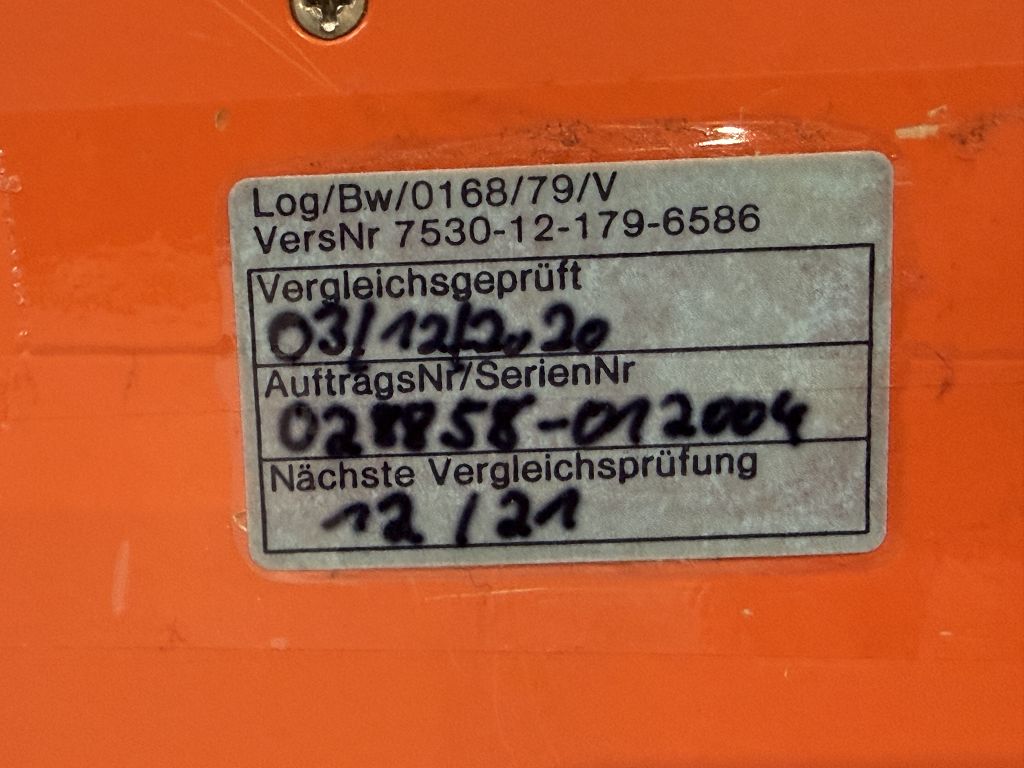 Log/Bw/0168/79/V
VersNr 7530-12-179-6586
Vergleichsgeprüft
03/12/2020
AuftragsNr/SerienNr
028858-012004
Nächste Vergleichsprüfung
12/21